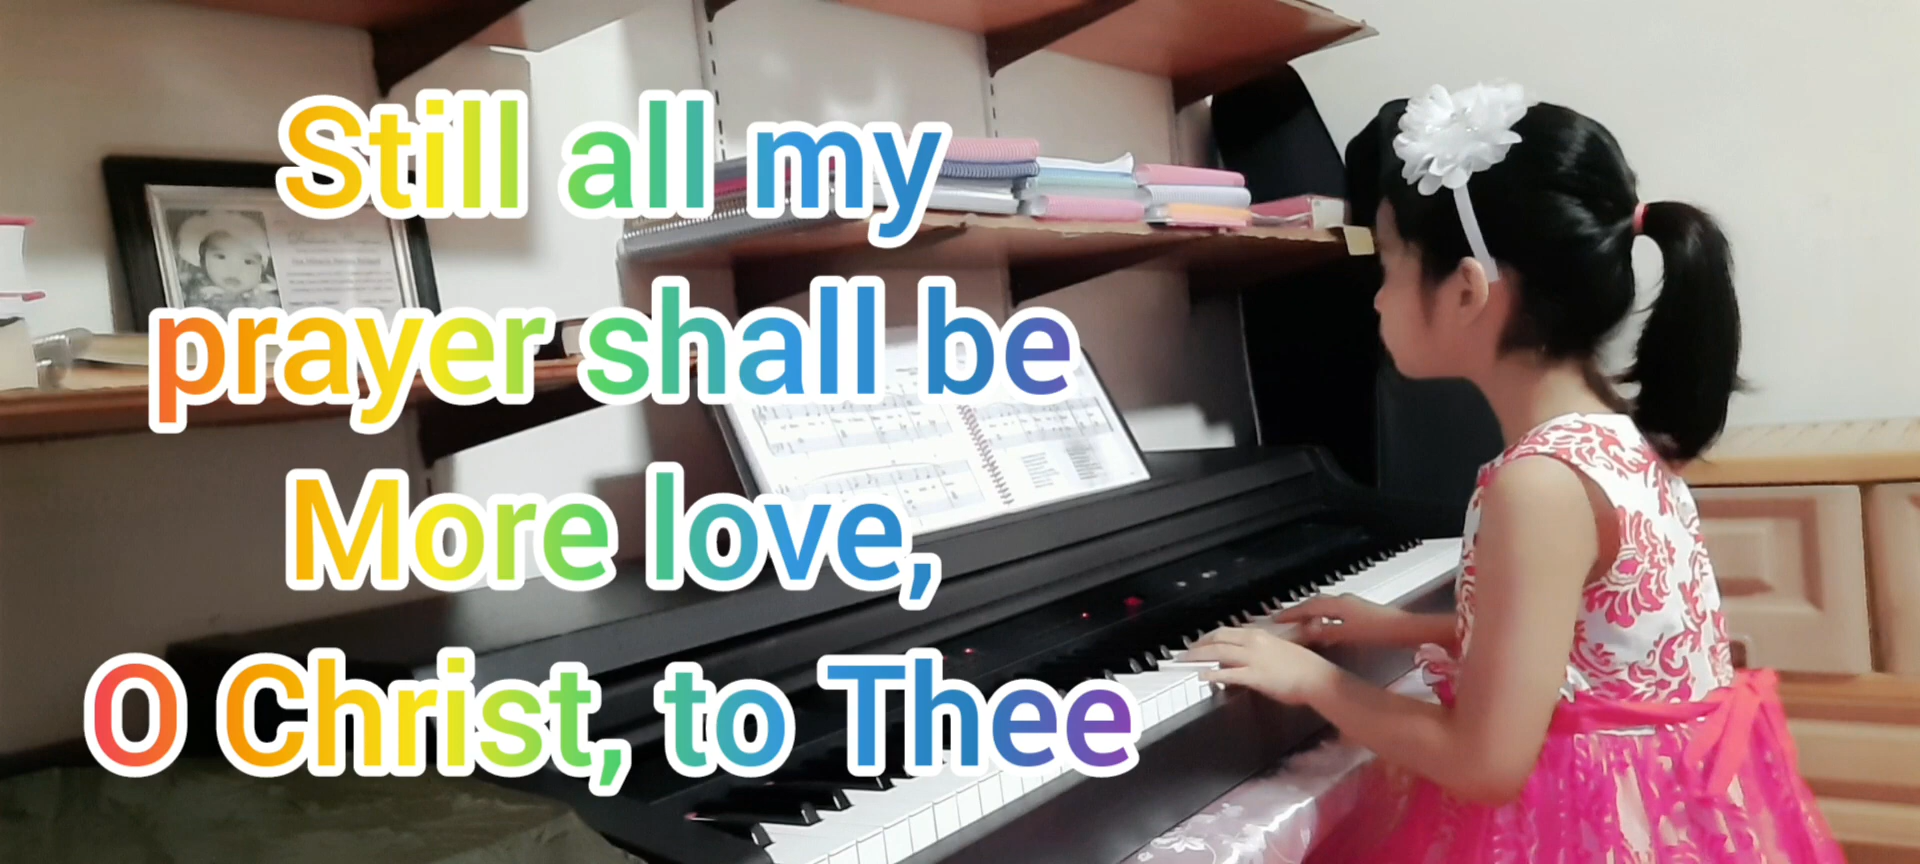 Still all my
prayer shall be
More love,
O Christ, to Thee